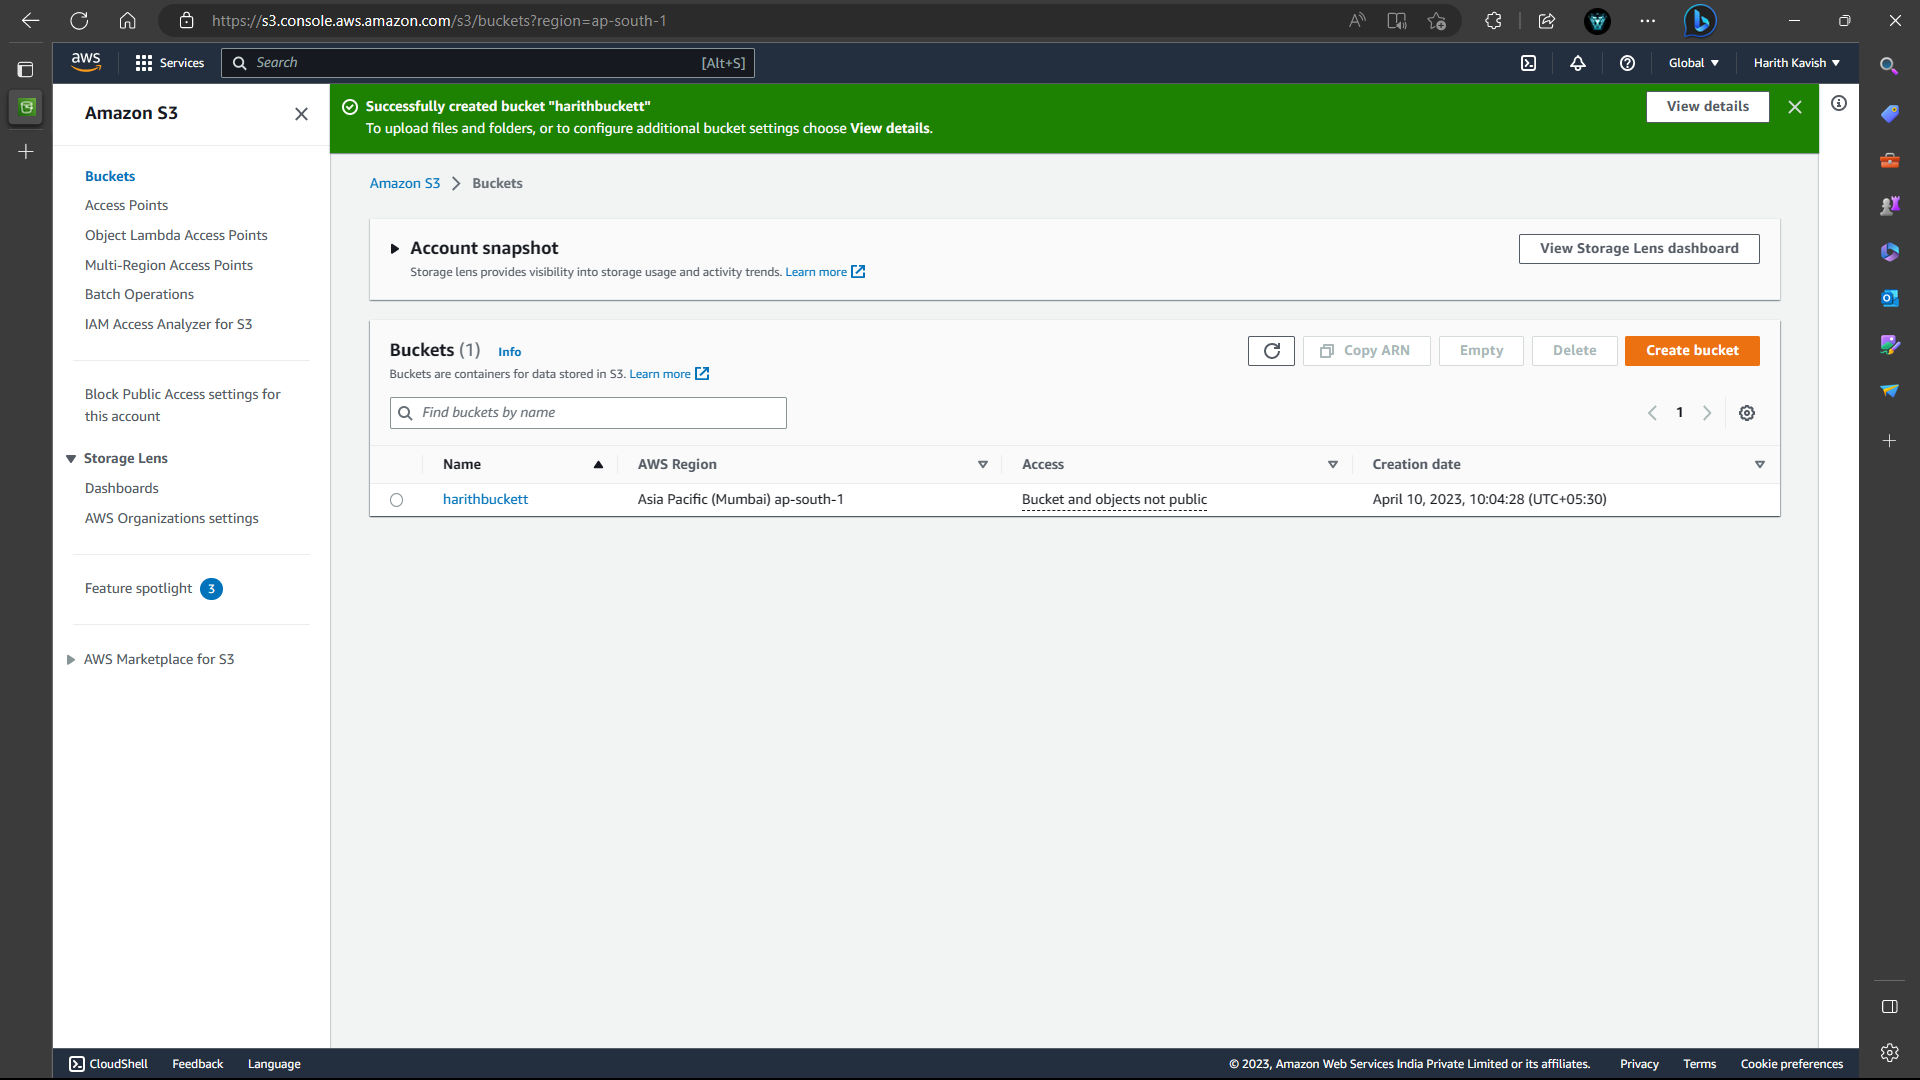 https://s3.console.aws.amazon.com/s3/buckets?region=ap-south-1
aws
Services
Search
[Alt+S]
Global
Harith Kavish
Amazon S3
Buckets
Access Points
Object Lambda Access Points
Multi-Region Access Points
Batch Operations
IAM Access Analyzer for S3
Block Public Access settings for
this account
Storage Lens
Dashboards
AWS Organizations settings
Feature spotlight 3
AWS Marketplace for S3
Successfully created bucket "harithbuckett"
To upload files and folders, or to configure additional bucket settings choose View details.
View details
Amazon S3 > Buckets
Account snapshot
Storage lens provides visibility into storage usage and activity trends. Learn more
View Storage Lens dashboard
Buckets (1) Info
Buckets are containers for data stored in S3. Learn more
Copy ARN
Empty
Delete
Create bucket
Find buckets by name
1
Name AWS Region Access Creation date
harithbuckett Asia Pacific (Mumbai) ap-south-1 Bucket and objects not public April 10, 2023, 10:04:28 (UTC+05:30)
CloudShell Feedback Language
© 2023, Amazon Web Services India Private Limited or its affiliates. Privacy Terms Cookie preferences